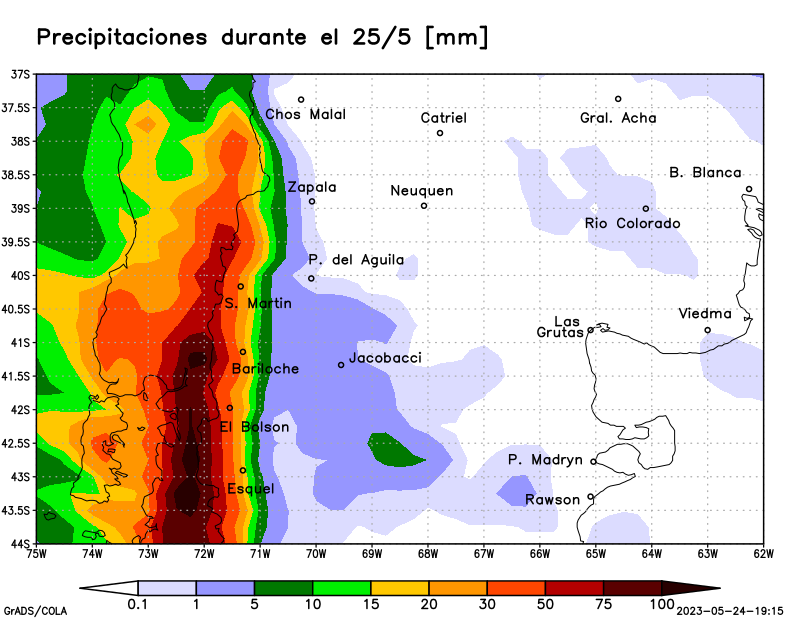 Precipitaciones durante el 25/5 [mm]
37S
37.5S
Chos Malal
Catriel
Gral. Acha
38S
38.5S
B. Blanca
Zapala
Neuquen
39S
Rio Colorado
39.5S
P. del Aguila
40S
S. Martin
40.5S
Viedma
Las
Grutas
41S
Bariloche
Jacobacci
41.5S
42S
El Bolson
42.5S
P. Madryn
43S
Esquel
Rawson
43.5S
44S
75W 74W 73W 72W 71W 70W 69W 68W 67W 66W 65W 64W 63W 62W
0.1 1 5 10 15 20 30 50 75 100
GrADS/COLA
2023-05-24-19:15